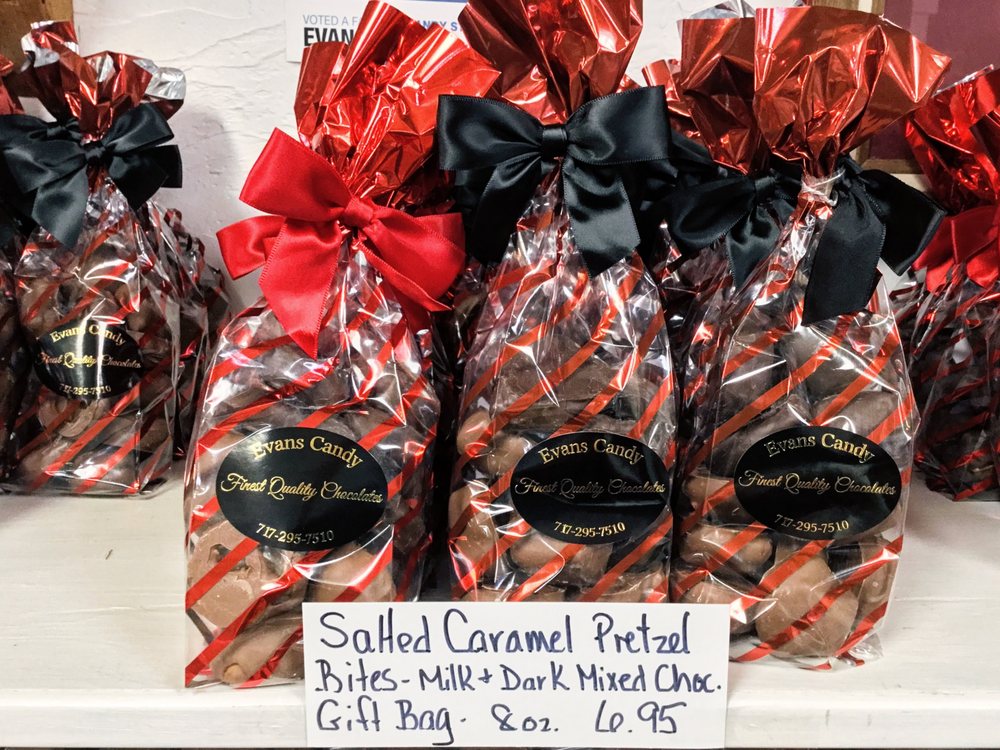 VOTED A
EVAN
Evans Candy
Finest Quality Chocolates
717-295-7510
Evans Candy
Finest Quality Chocolates
717-295-7510
Evans Candy
Finest Quality Chocolates
717-295-7510
Evans Candy
Finest Quality Chocolates
717-295-7510
Salted Caramel Pretzel
Bites - Milk + Dark Mixed Choc.
Gift Bag - 8 oz. 6.95